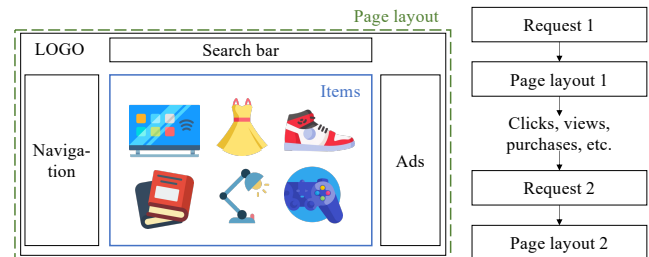 Page layout
LOGO
Search bar
Items
Naviga-
tion
Ads
Request 1
Page layout 1
Clicks, views,
purchases, etc.
Request 2
Page layout 2